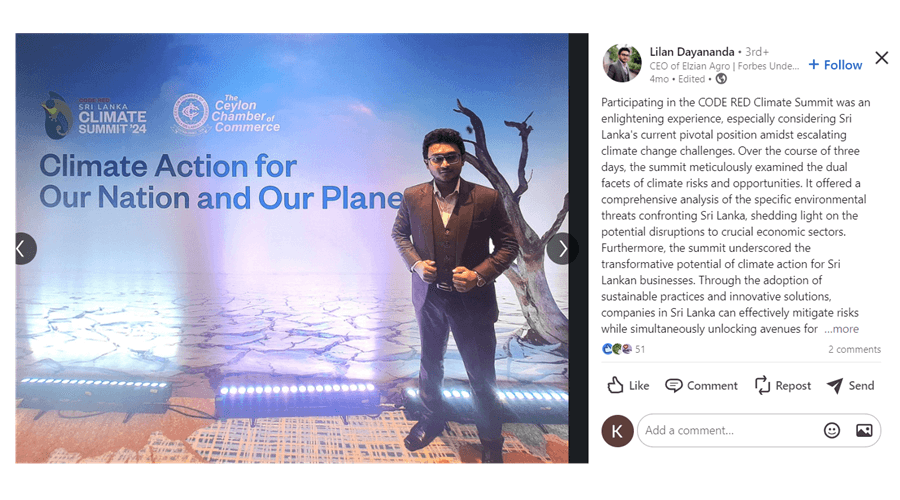 CODE RED
SRI LANKA
CLIMATE
SUMMIT '24
The
Ceylon
Chamber of
Commerce
Climate Action for
Our Nation and Our Plane
Lilan Dayananda • 3rd+
CEO of Elzian Agro | Forbes Unde...
4mo • Edited •
+ Follow
Participating in the CODE RED Climate Summit was an
enlightening experience, especially considering Sri
Lanka's current pivotal position amidst escalating
climate change challenges. Over the course of three
days, the summit meticulously examined the dual
facets of climate risks and opportunities. It offered a
comprehensive analysis of the specific environmental
threats confronting Sri Lanka, shedding light on the
potential disruptions to crucial economic sectors.
Furthermore, the summit underscored the
transformative potential of climate action for Sri
Lankan businesses. Through the adoption of
sustainable practices and innovative solutions,
companies in Sri Lanka can effectively mitigate risks
while simultaneously unlocking avenues for ...more
51
2 comments
Like Comment Repost Send
K
Add a comment...